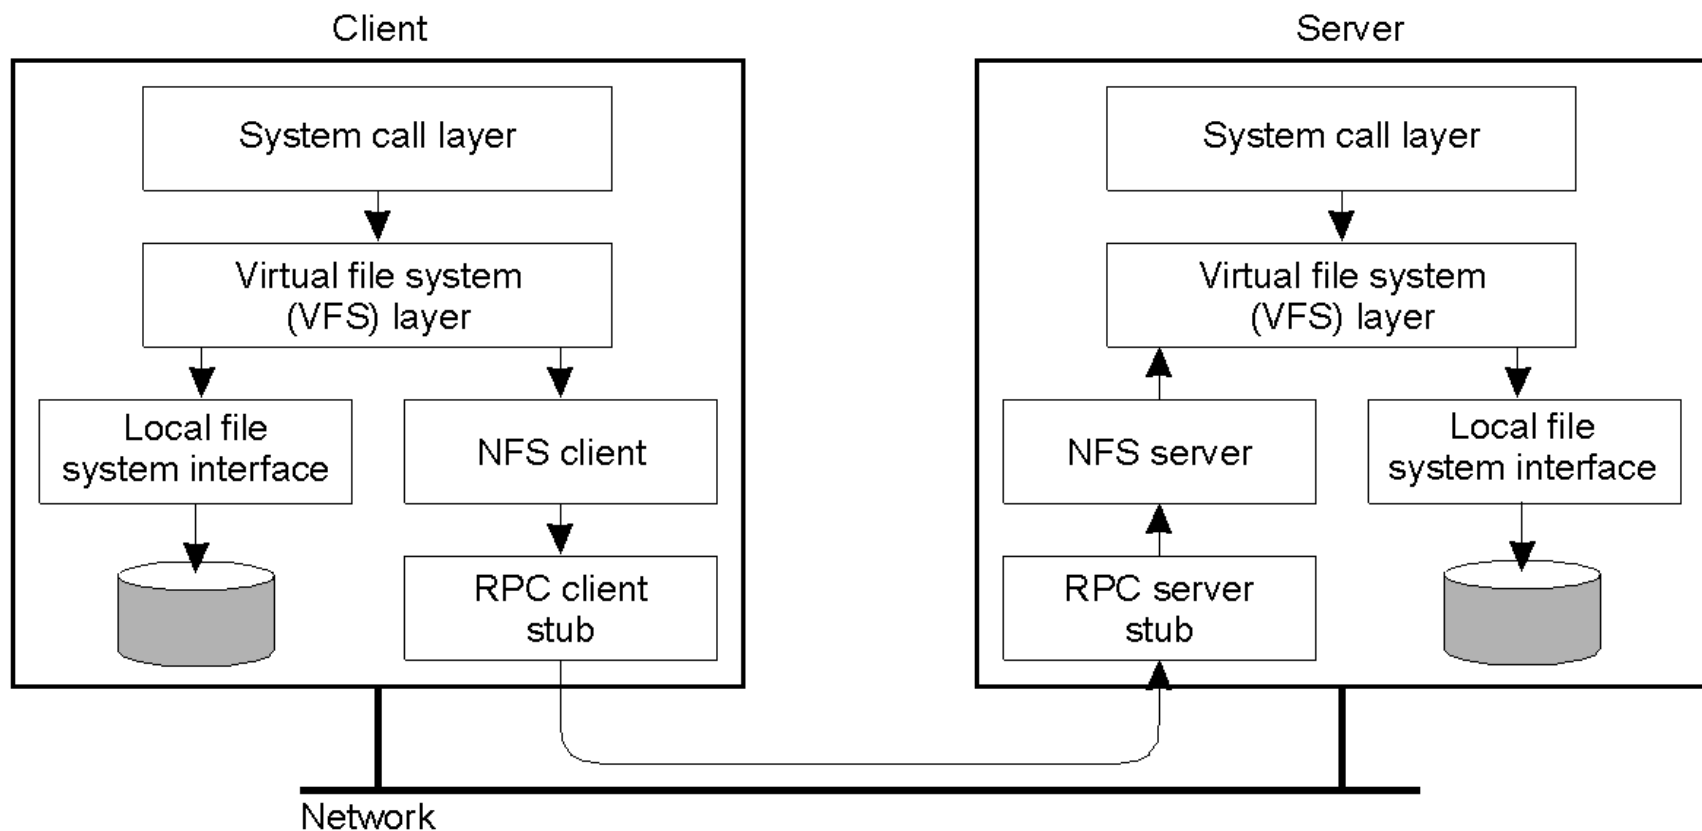 Client
Server
System call layer
System call layer
Virtual file system
(VFS) layer
Virtual file system
(VFS) layer
Local file
system interface
NFS client
NFS server
Local file
system interface
RPC client
stub
RPC server
stub
Network